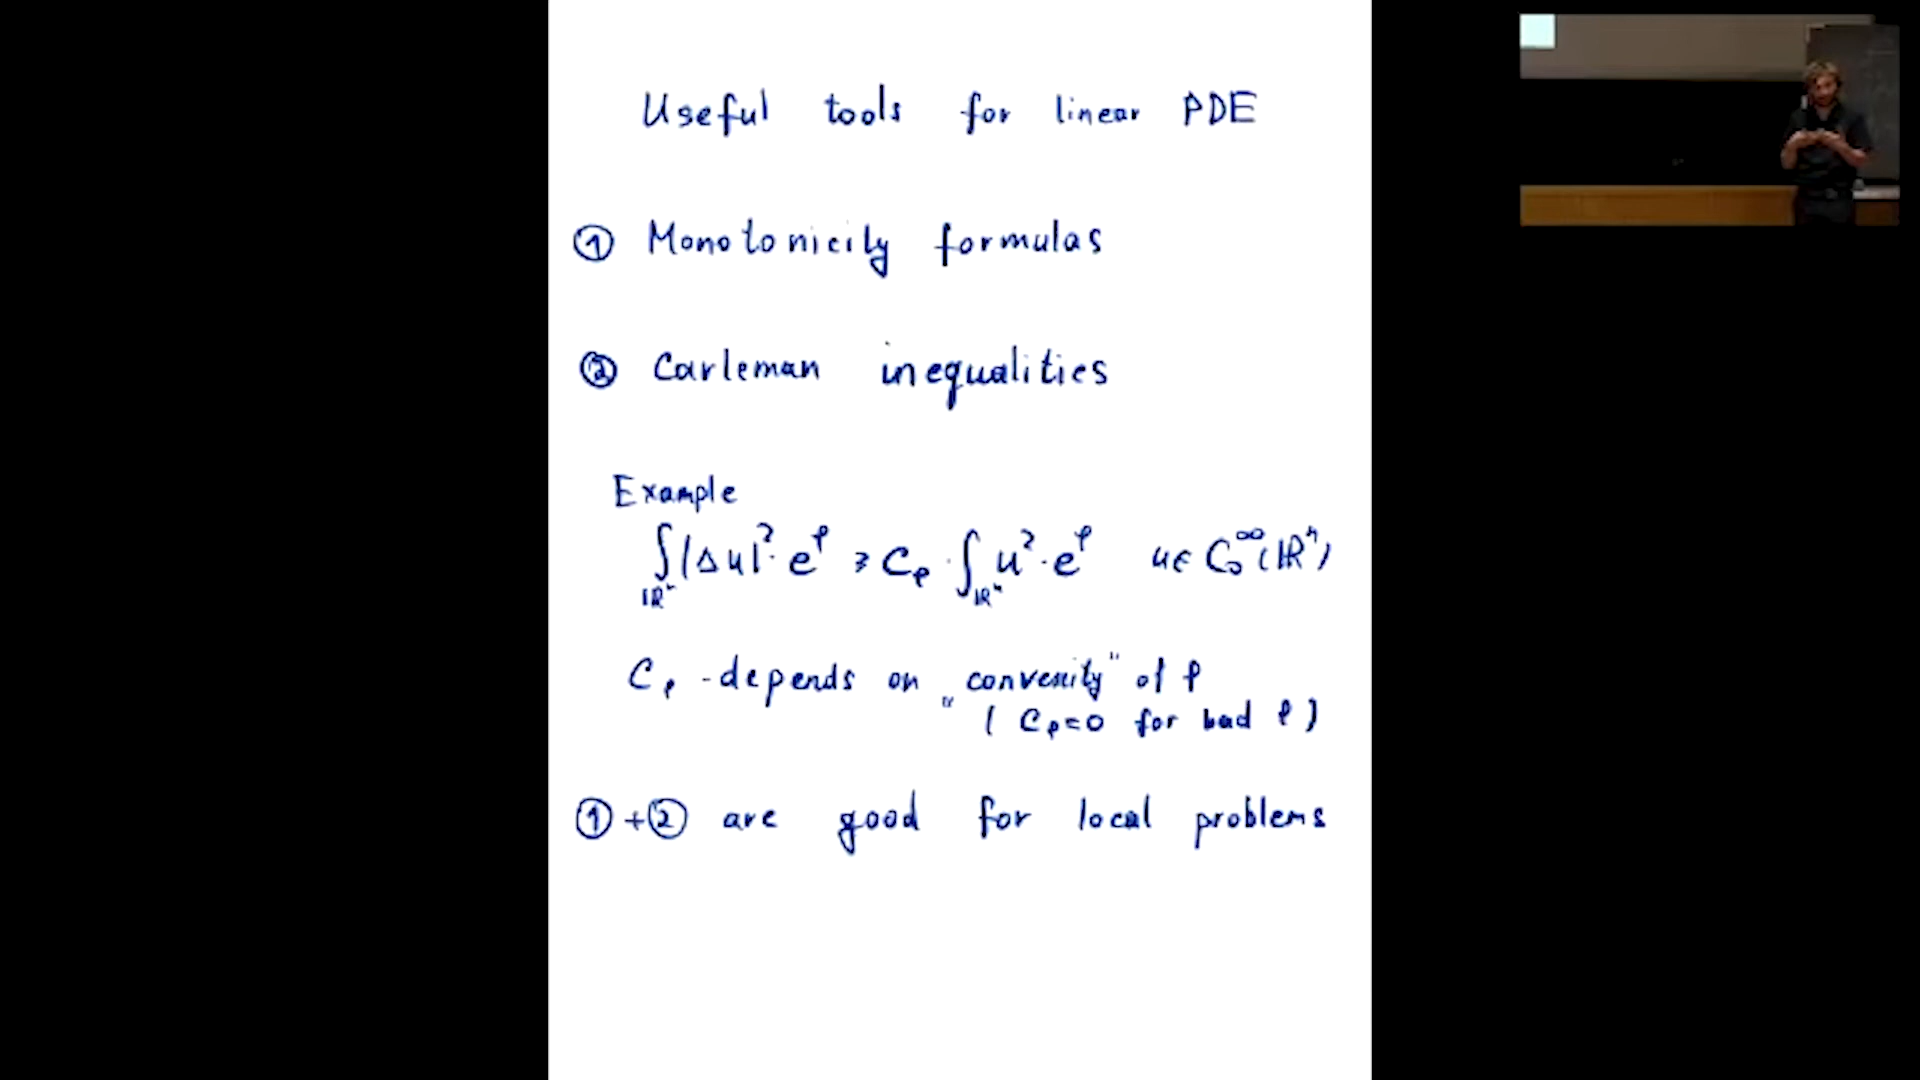 Useful tools for linear PDE
① Monotonicity formulas
② Carleman inequalities
Example
∫_{ℝⁿ} |Δu|² · e^φ ≥ C_φ · ∫_{ℝⁿ} u² · e^φ u ∈ C₀^∞(ℝⁿ)
C_φ - depends on „convexity" of φ
( C_φ = 0 for bad φ )
① + ② are good for local problems